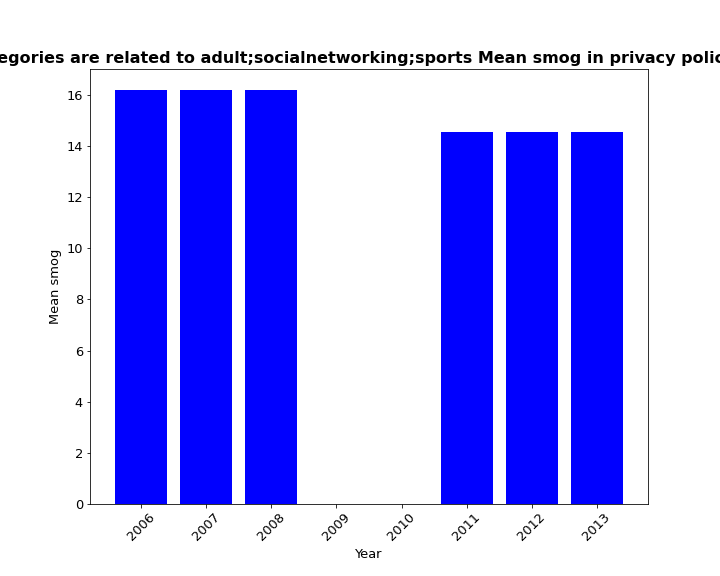 egories are related to adult;socialnetworking;sports Mean smog in privacy polic
16
14
12
10
8
6
4
2
0
Mean smog
2006 2007 2008 2009 2010 2011 2012 2013
Year